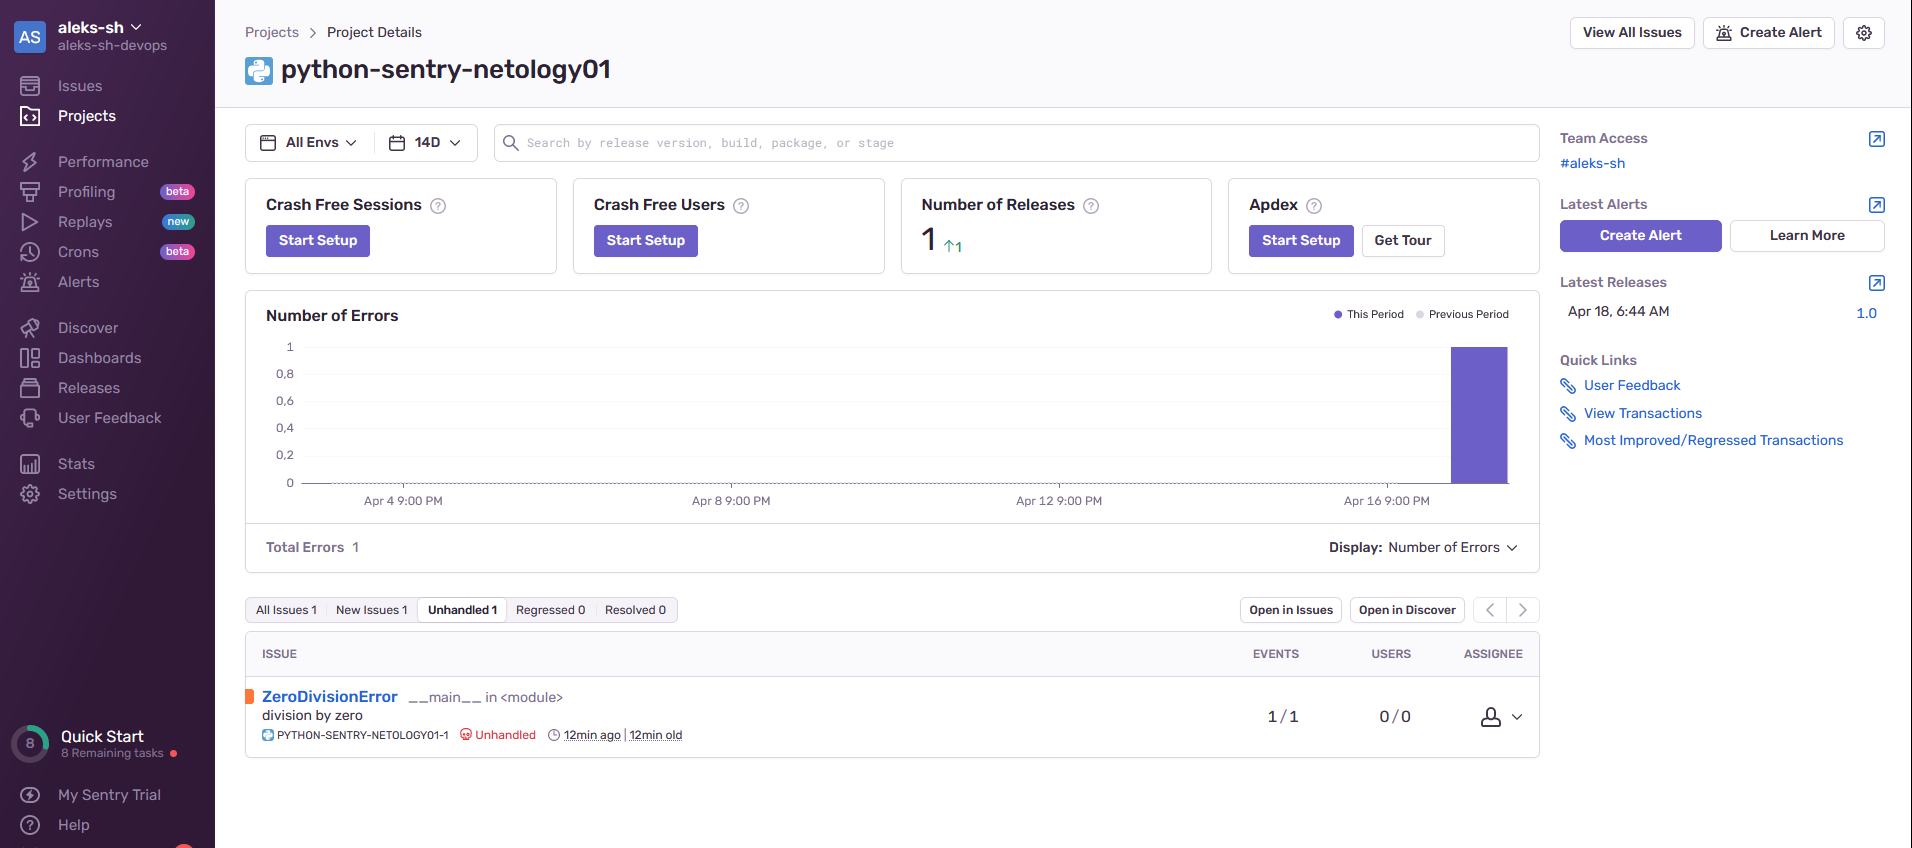 AS
aleks-sh
aleks-sh-devops
Issues
Projects
Performance
Profiling beta
Replays new
Crons beta
Alerts
Discover
Dashboards
Releases
User Feedback
Stats
Settings
8
Quick Start
8 Remaining tasks
My Sentry Trial
Help
Projects > Project Details
python-sentry-netology01
View All Issues Create Alert
All Envs 14D Search by release version, build, package, or stage
Crash Free Sessions ?
Start Setup
Crash Free Users ?
Start Setup
Number of Releases ?
1 ↑1
Apdex ?
Start Setup Get Tour
Number of Errors
This Period Previous Period
1
0,8
0,6
0,4
0,2
0
Apr 4 9:00 PM Apr 8 9:00 PM Apr 12 9:00 PM Apr 16 9:00 PM
Total Errors 1 Display: Number of Errors
All Issues 1 New Issues 1 Unhandled 1 Regressed 0 Resolved 0 Open in Issues Open in Discover
ISSUE EVENTS USERS ASSIGNEE
ZeroDivisionError __main__ in <module>
division by zero
1 / 1 0 / 0
PYTHON-SENTRY-NETOLOGY01-1 Unhandled 12min ago | 12min old
Team Access
#aleks-sh
Latest Alerts
Create Alert Learn More
Latest Releases
Apr 18, 6:44 AM 1.0
Quick Links
User Feedback
View Transactions
Most Improved/Regressed Transactions